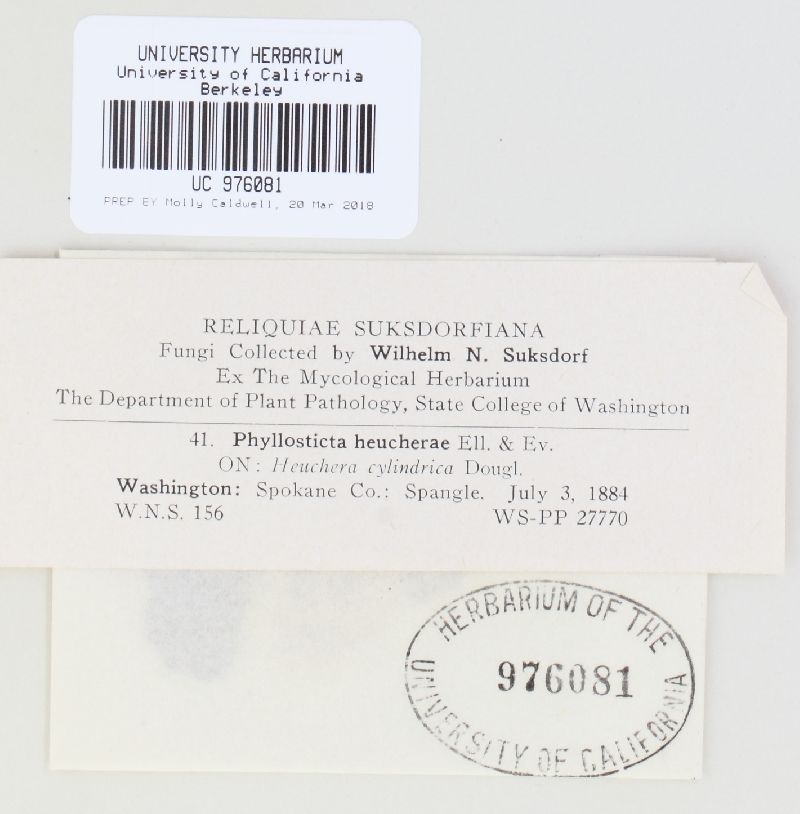 UNIVERSITY HERBARIUM
University of California
Berkeley
UC 976081
PREP BY Molly Caldwell, 20 Mar 2018
RELIQUIAE SUKSDORFIANA
Fungi Collected by Wilhelm N. Suksdorf
Ex The Mycological Herbarium
The Department of Plant Pathology, State College of Washington
41. Phyllosticta heucherae Ell. & Ev.
ON: Heuchera cylindrica Dougl.
Washington: Spokane Co.: Spangle. July 3, 1884
W.N.S. 156 WS-PP 27770
HERBARIUM OF THE
976081
UNIVERSITY OF CALIFORNIA